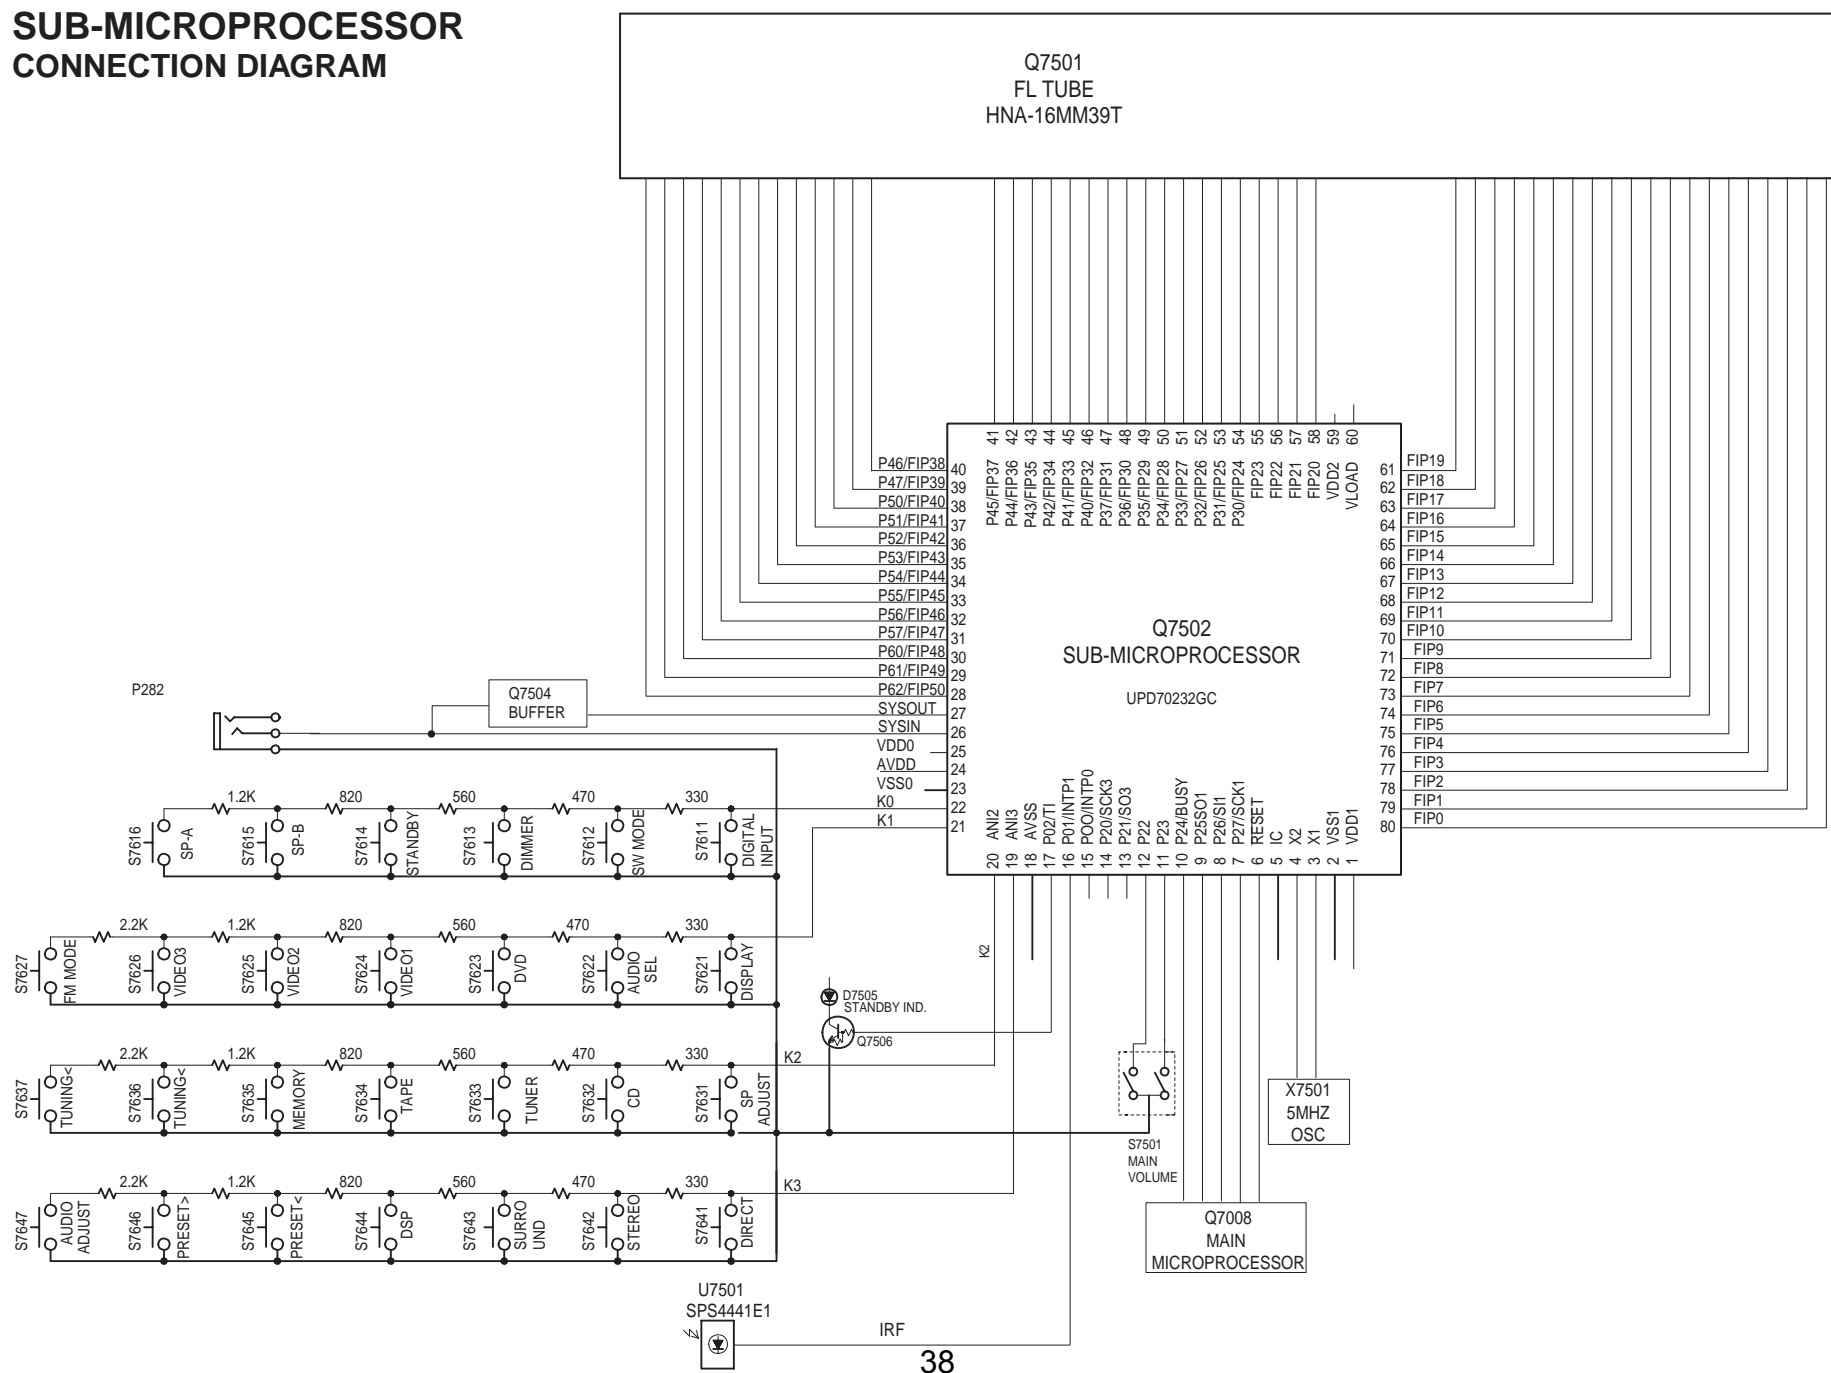 SUB-MICROPROCESSOR
CONNECTION DIAGRAM
Q7501
FL TUBE
HNA-16MM39T
41 42 43 44 45 46 47 48 49 50 51 52 53 54 55 56 57 58 59 60
P45/FIP37
P44/FIP36
P43/FIP35
P42/FIP34
P41/FIP33
P40/FIP32
P37/FIP31
P36/FIP30
P35/FIP29
P34/FIP28
P33/FIP27
P32/FIP26
P31/FIP25
P30/FIP24
FIP23
FIP22
FIP21
FIP20
VDD2
VLOAD
P46/FIP38 40
P47/FIP39 39
P50/FIP40 38
P51/FIP41 37
P52/FIP42 36
P53/FIP43 35
P54/FIP44 34
P55/FIP45 33
P56/FIP46 32
P57/FIP47 31
P60/FIP48 30
P61/FIP49 29
P62/FIP50 28
SYSOUT 27
SYSIN 26
VDD0 25
AVDD 24
VSS0 23
K0 22
K1 21
61 FIP19
62 FIP18
63 FIP17
64 FIP16
65 FIP15
66 FIP14
67 FIP13
68 FIP12
69 FIP11
70 FIP10
71 FIP9
72 FIP8
73 FIP7
74 FIP6
75 FIP5
76 FIP4
77 FIP3
78 FIP2
79 FIP1
80 FIP0
Q7502
SUB-MICROPROCESSOR
UPD70232GC
ANI2
ANI3
AVSS
P02/TI
P01/INTP1
POO/INTP0
P20/SCK3
P21/SO3
P22
P23
P24/BUSY
P25SO1
P26/SI1
P27/SCK1
RESET
IC
X2
X1
VSS1
VDD1
20 19 18 17 16 15 14 13 12 11 10 9 8 7 6 5 4 3 2 1
P282
Q7504
BUFFER
1.2K 820 560 470 330
S7616 SP-A
S7615 SP-B
S7614 STANDBY
S7613 DIMMER
S7612 SW MODE
S7611 DIGITAL INPUT
2.2K 1.2K 820 560 470 330
S7627 FM MODE
S7626 VIDEO3
S7625 VIDEO2
S7624 VIDEO1
S7623 DVD
S7622 AUDIO SEL
S7621 DISPLAY
K2
D7505
STANDBY IND.
Q7506
2.2K 1.2K 820 560 470 330 K2
S7637 TUNING<
S7636 TUNING<
S7635 MEMORY
S7634 TAPE
S7633 TUNER
S7632 CD
S7631 SP ADJUST
S7501
MAIN
VOLUME
X7501
5MHZ
OSC
2.2K 1.2K 820 560 470 330 K3
S7647 AUDIO ADJUST
S7646 PRESET>
S7645 PRESET<
S7644 DSP
S7643 SURRO UND
S7642 STEREO
S7641 DIRECT
Q7008
MAIN
MICROPROCESSOR
U7501
SPS4441E1
IRF
38